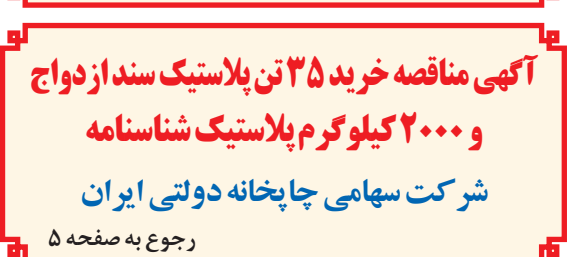 آگهی مناقصه خرید ۳۵ تن پلاستیک سند ازدواج
و ۲۰۰۰ کیلوگرم پلاستیک شناسنامه
شرکت سهامی چاپخانه دولتی ایران
رجوع به صفحه ۵